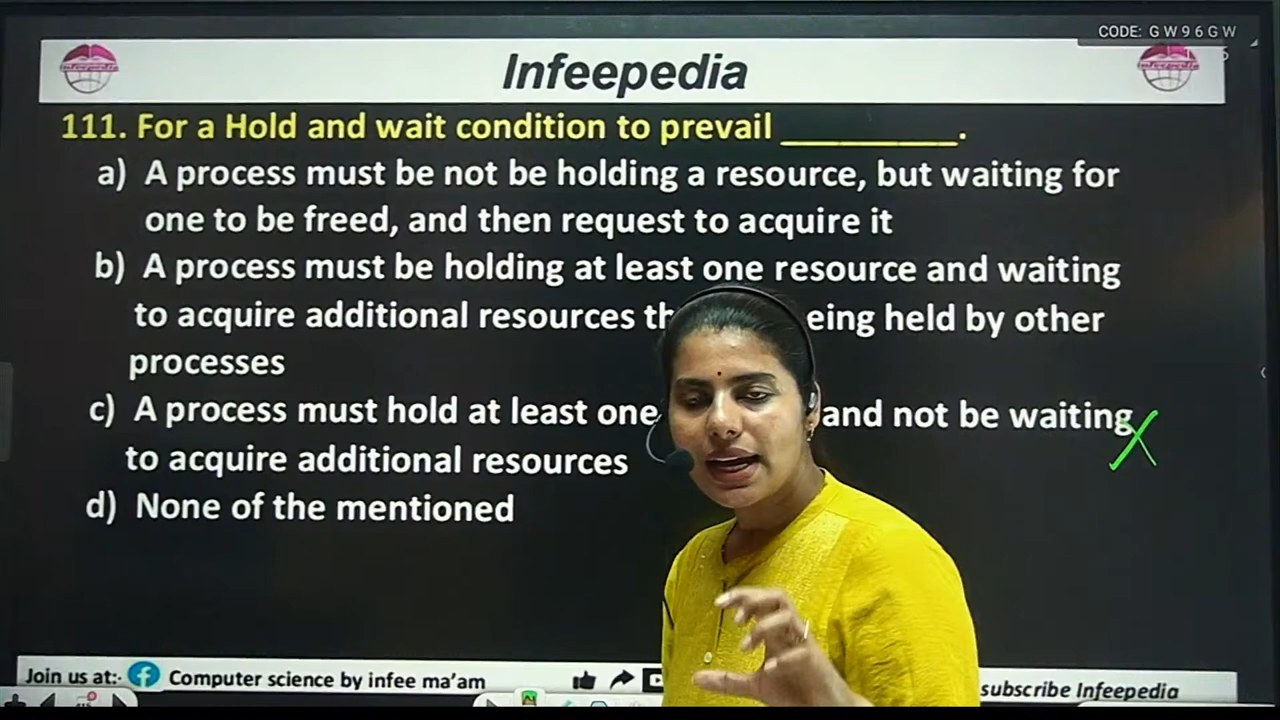 CODE: GW96GW
Infeepedia
111. For a Hold and wait condition to prevail __________.
a) A process must be not be holding a resource, but waiting for
one to be freed, and then request to acquire it
b) A process must be holding at least one resource and waiting
to acquire additional resources eing held by other
processes
c) A process must hold at least one and not be waiting
to acquire additional resources
d) None of the mentioned
Join us at:- Computer science by infee ma'am subscribe Infeepedia